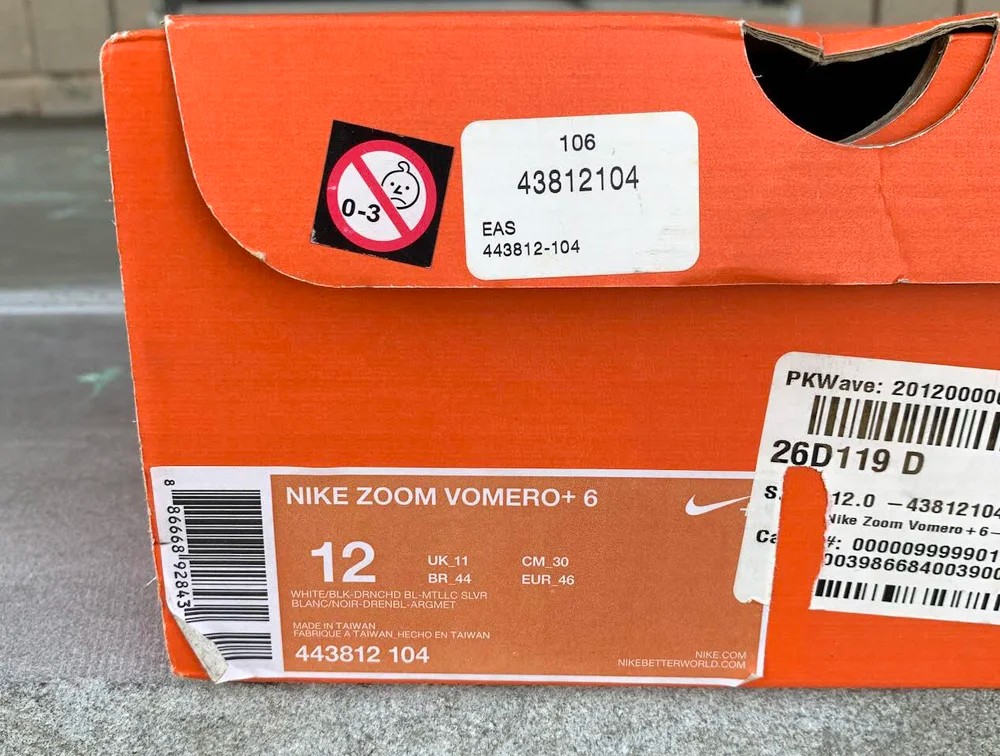 0-3
106
43812104
EAS
443812-104
PKWave: 2012000000
26D119 D
12.0 – 43812104
Nike Zoom Vomero+ 6–
#: 000009999901
00398668400390
8 86668 92843
NIKE ZOOM VOMERO+ 6
12
UK_11
CM_30
BR_44
EUR_46
WHITE/BLK-DRNCHD BL-MTLLC SLVR
BLANC/NOIR-DRENBL-ARGMET
MADE IN TAIWAN
FABRIQUE A TAIWAN_HECHO EN TAIWAN
443812 104
NIKE.COM
NIKEBETTERWORLD.COM